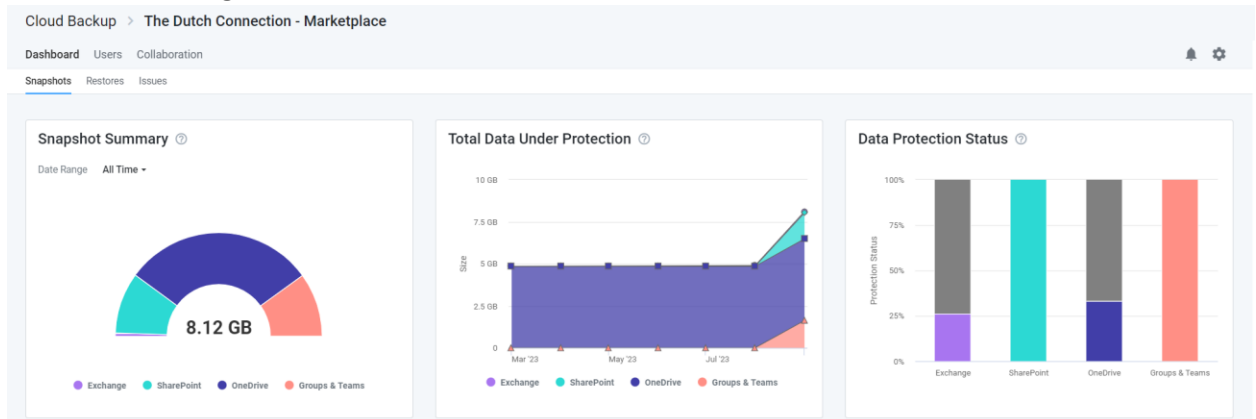 Cloud Backup > The Dutch Connection - Marketplace
Dashboard Users Collaboration
Snapshots Restores Issues
Snapshot Summary
Date Range All Time
8.12 GB
Exchange SharePoint OneDrive Groups & Teams
Total Data Under Protection
10 GB
7.5 GB
5 GB
2.5 GB
0
Size
Mar '23 May '23 Jul '23
Exchange SharePoint OneDrive Groups & Teams
Data Protection Status
100%
75%
50%
25%
0%
Protection Status
Exchange SharePoint OneDrive Groups & Teams